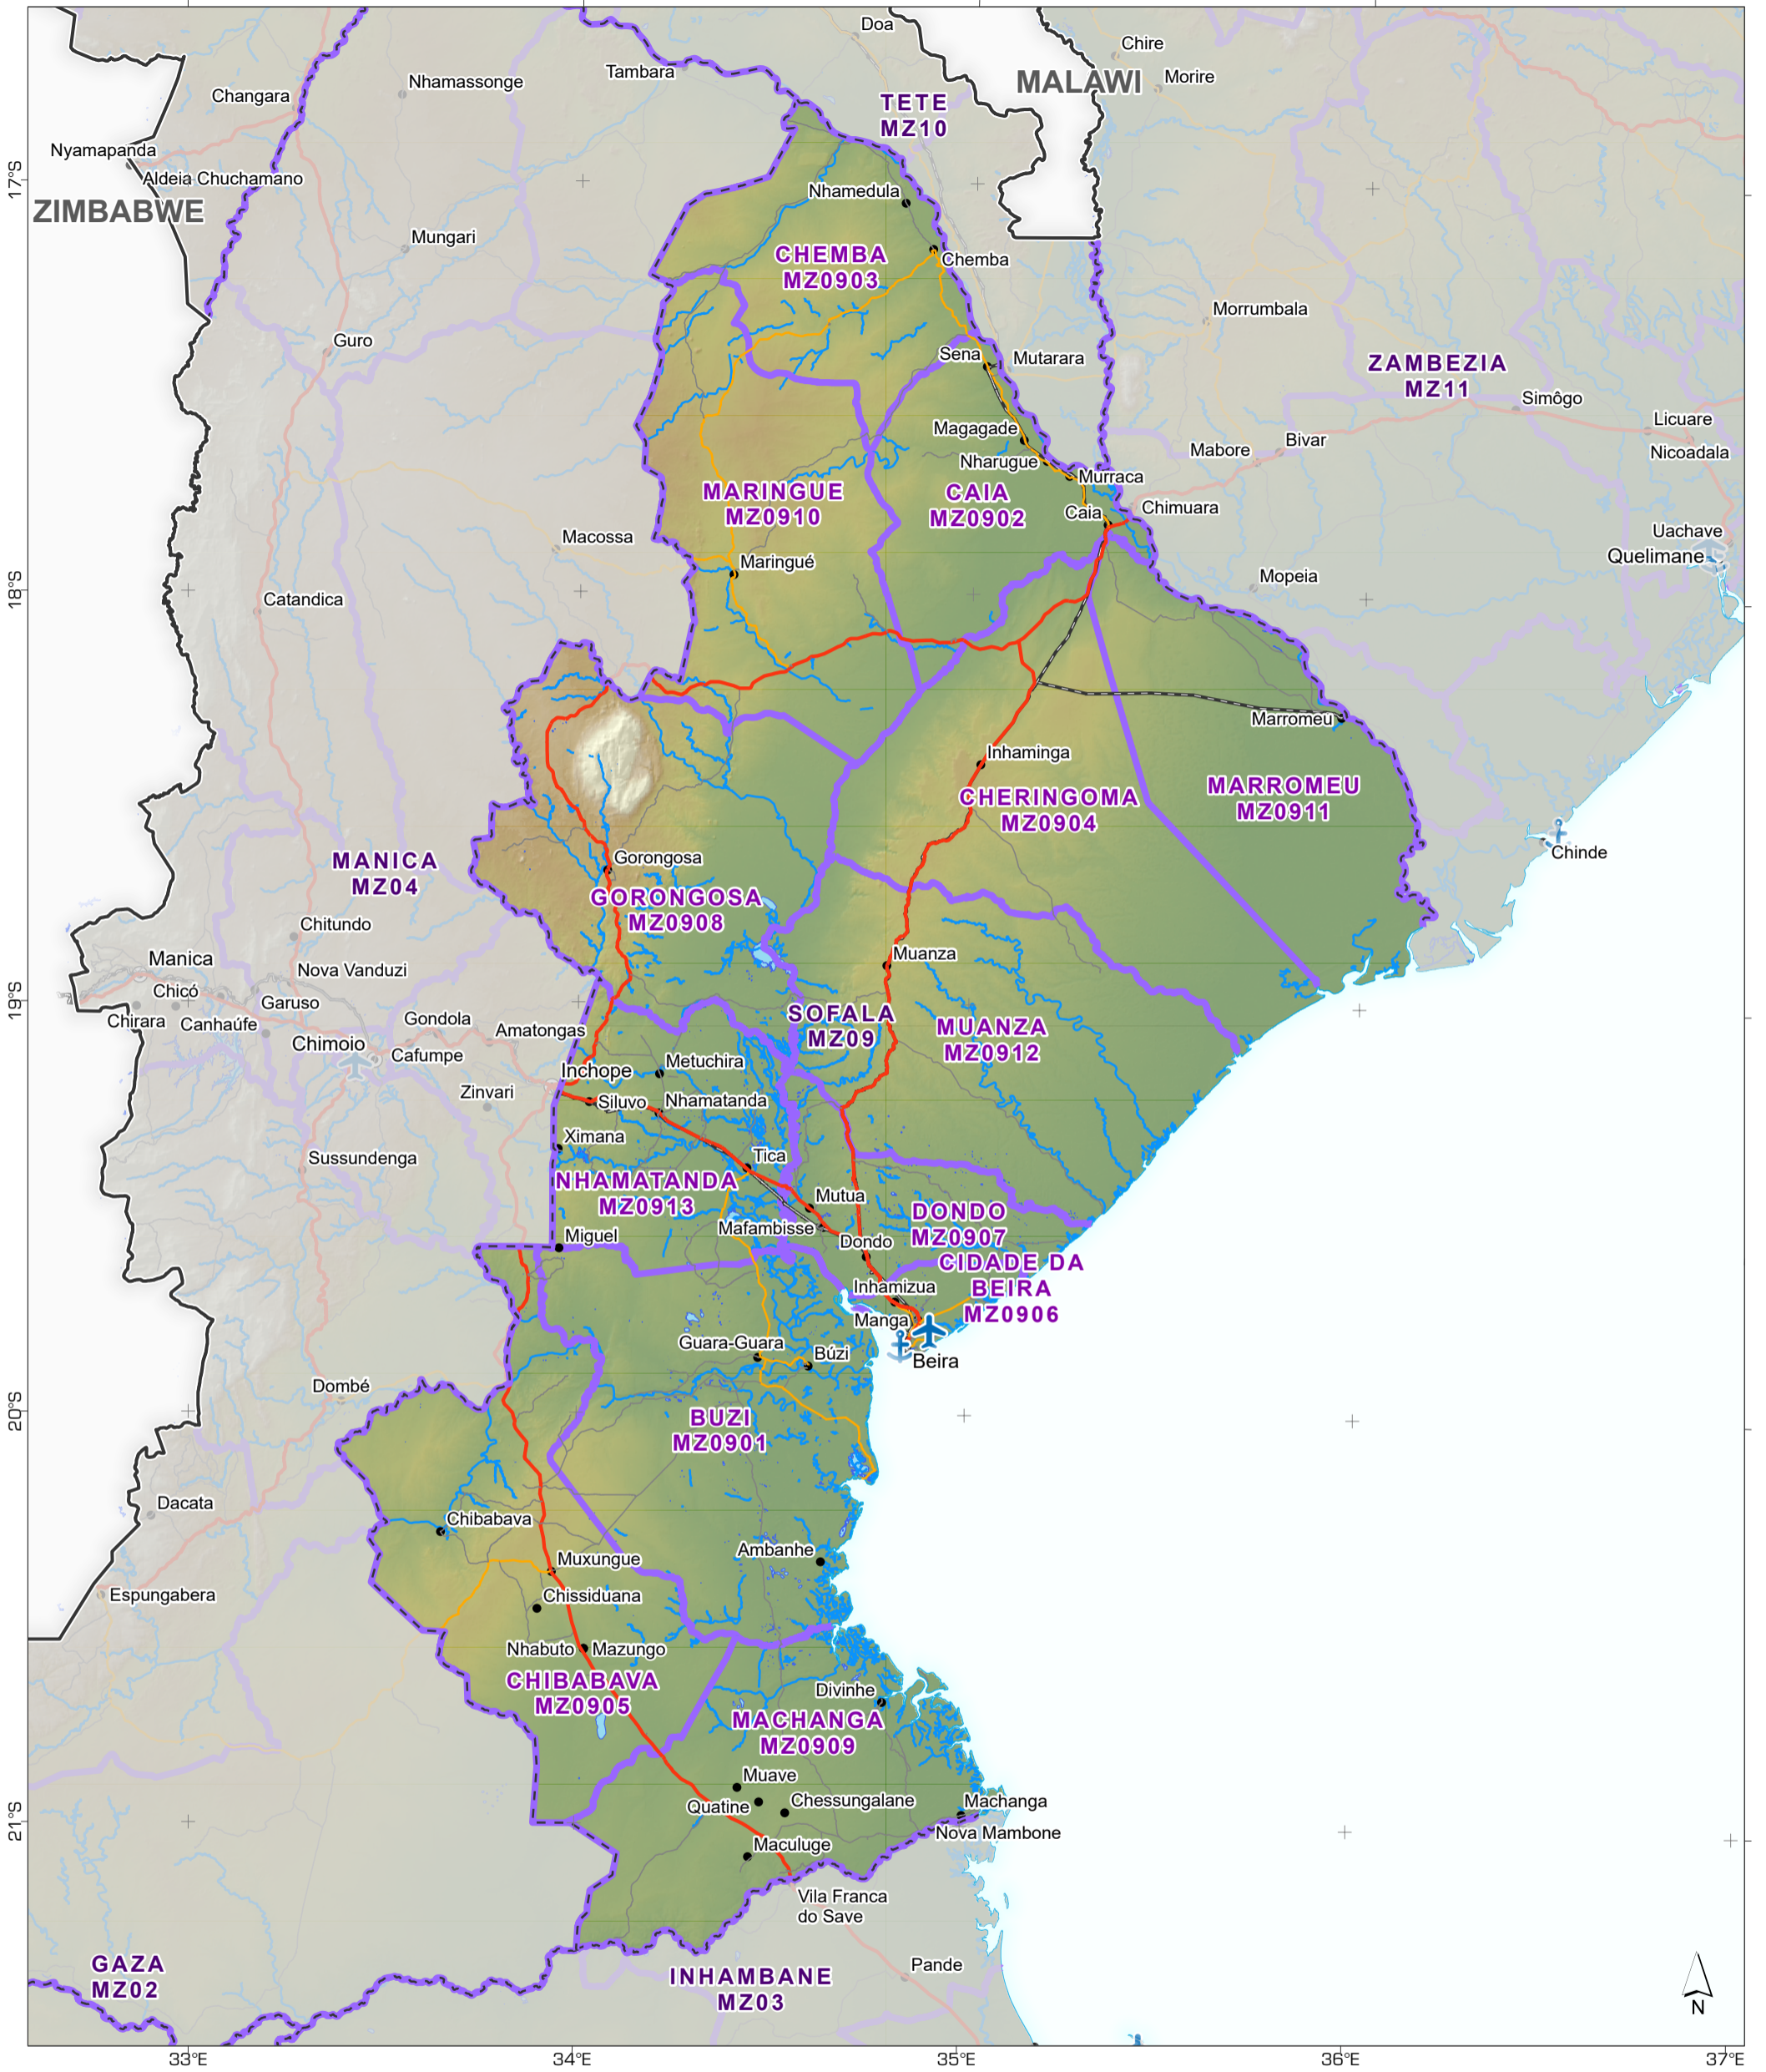 Doa
Chire
MALAWI
Morire
Tambara
Nhamassonge
Changara
TETE
MZ10
Nyamapanda
17°S
Aldeia Chuchamano
ZIMBABWE
Nhamedula
Mungari
CHEMBA
MZ0903
Chemba
Morrumbala
Guro
Sena
Mutarara
ZAMBEZIA
MZ11
Simôgo
Licuare
Magagade
Bivar
Mabore
Nicoadala
Nharugue
Murraca
MARINGUE
MZ0910
CAIA
MZ0902
Caia
Chimuara
Uachave
Macossa
Quelimane
Maringué
Mopeia
18°S
Catandica
Marromeu
Inhaminga
MARROMEU
MZ0911
CHERINGOMA
MZ0904
Chinde
Gorongosa
MANICA
MZ04
GORONGOSA
MZ0908
Chitundo
Muanza
Manica
Nova Vanduzi
Chicó
Garuso
19°S
SOFALA
MZ09
Chirara
Canhaúfe
Gondola
Amatongas
MUANZA
MZ0912
Chimoio
Cafumpe
Metuchira
Inchope
Zinvari
Siluvo
Nhamatanda
Ximana
Sussundenga
Tica
NHAMATANDA
MZ0913
Mutua
DONDO
MZ0907
Mafambisse
Miguel
Dondo
CIDADE DA
BEIRA
MZ0906
Inhamizua
Manga
Guara-Guara
Búzi
Beira
Dombé
20°S
BUZI
MZ0901
Dacata
Chibabava
Ambanhe
Muxungue
Espungabera
Chissiduana
Nhabuto
Mazungo
CHIBABAVA
MZ0905
Divinhe
MACHANGA
MZ0909
Muave
Quatine
Chessungalane
Machanga
21°S
Nova Mambone
Maculuge
Vila Franca
do Save
Pande
GAZA
MZ02
INHAMBANE
MZ03
N
33°E
34°E
35°E
36°E
37°E